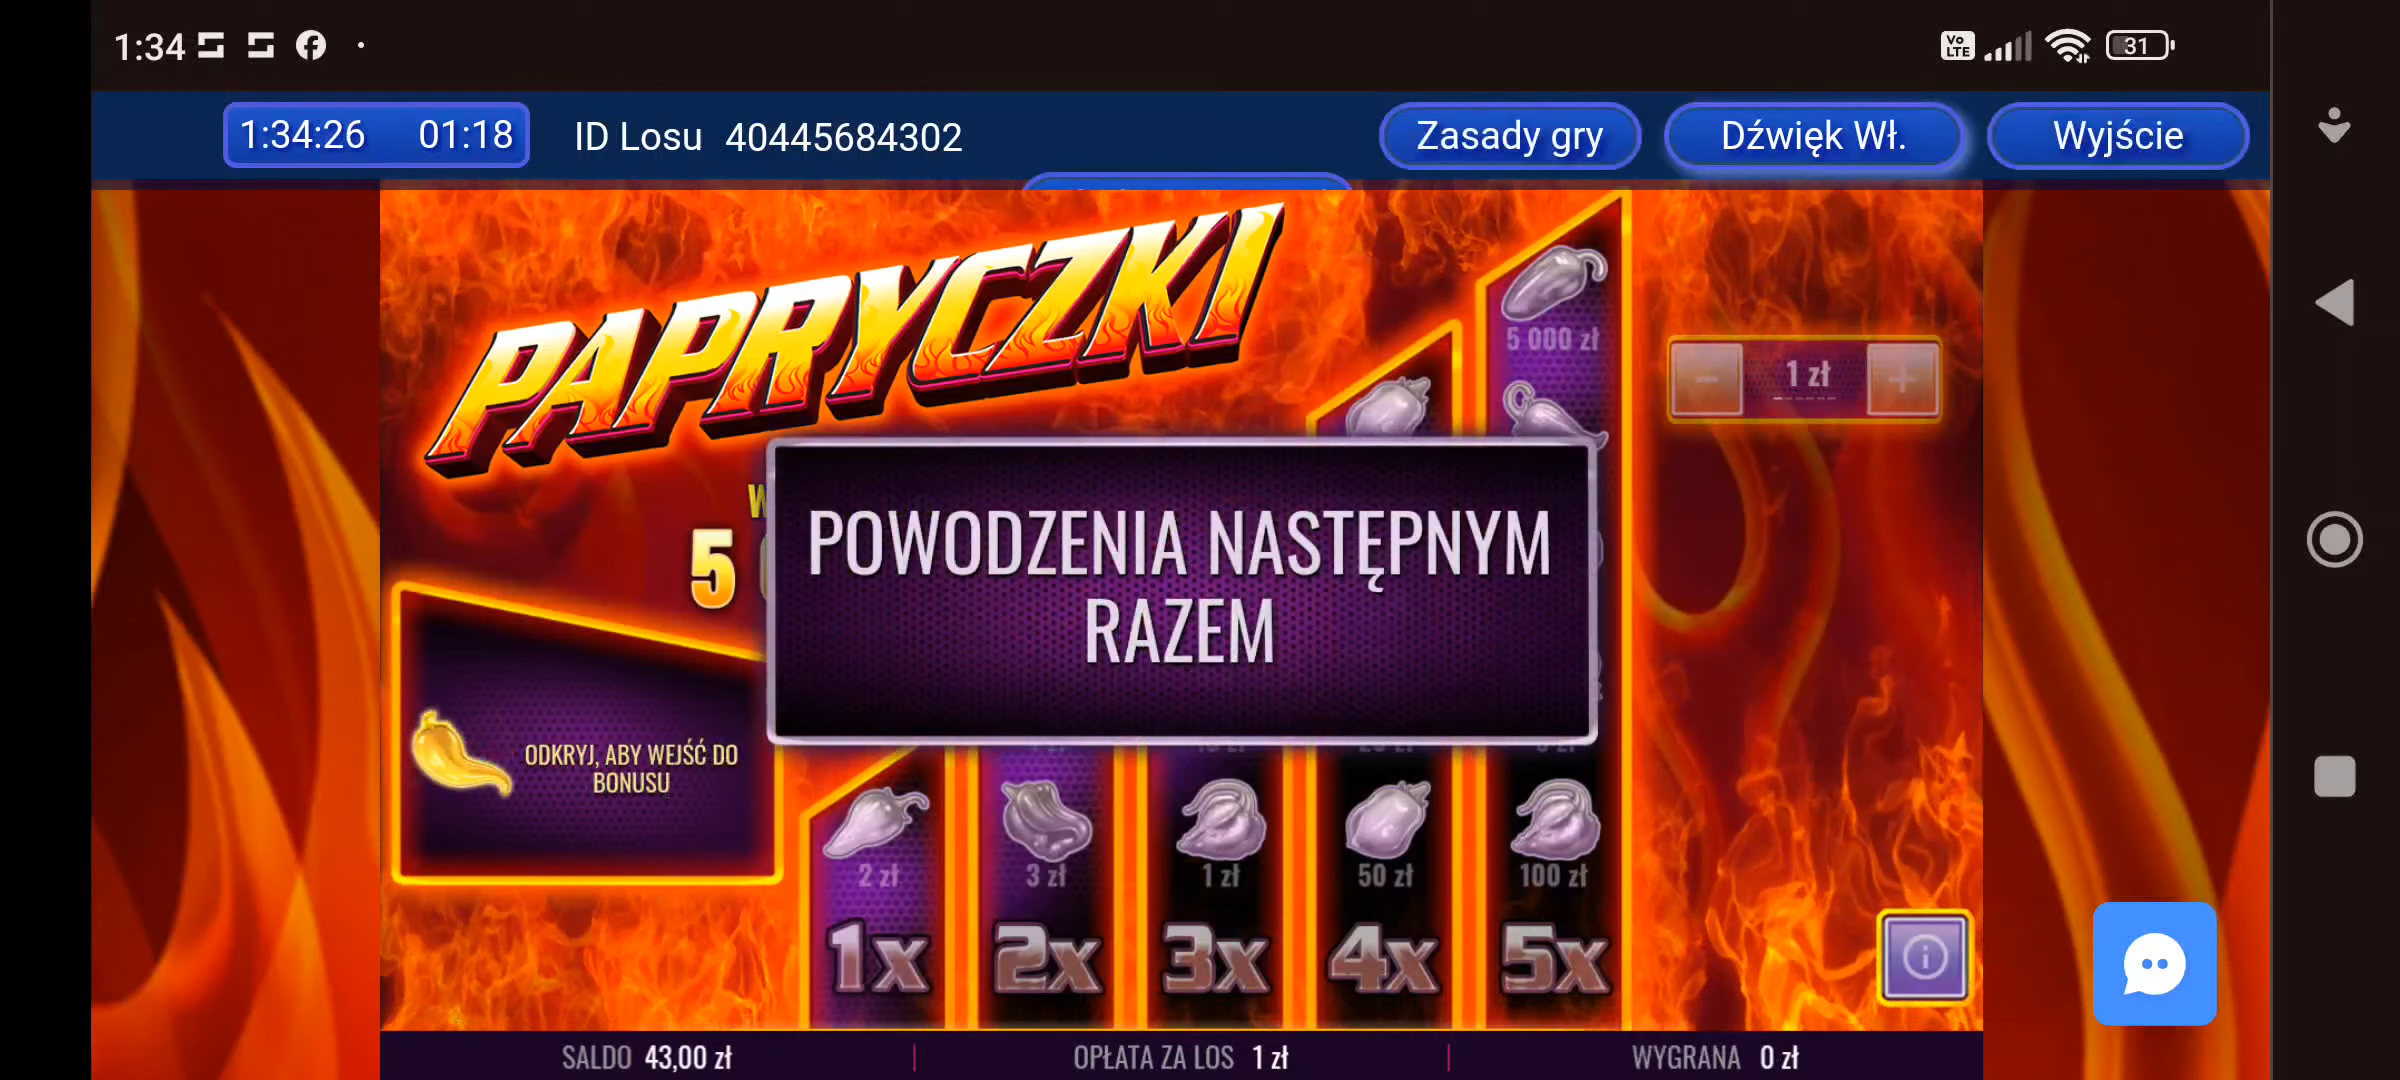 1:34
Vo LTE
31
1:34:26 01:18 ID Losu 40445684302 Zasady gry Dźwięk Wł. Wyjście
PAPRYCZKI
5 000 zł
- 1 zł +
W
5
POWODZENIA NASTĘPNYM
RAZEM
ODKRYJ, ABY WEJŚĆ DO
BONUSU
2 zł 3 zł 1 zł 50 zł 100 zł
1x 2x 3x 4x 5x
SALDO 43,00 zł OPŁATA ZA LOS 1 zł WYGRANA 0 zł